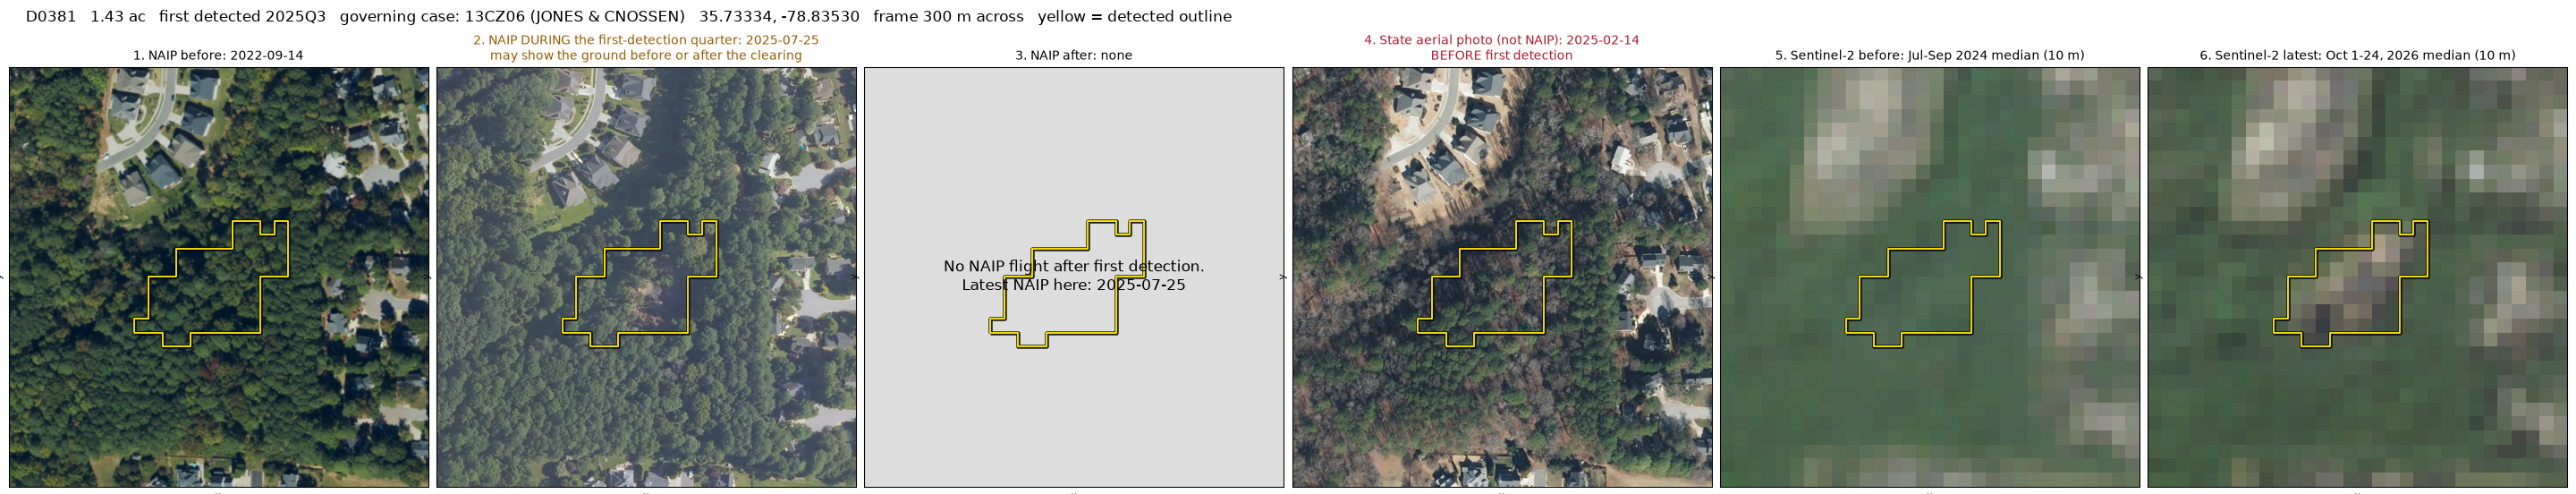 D0381 1.43 ac first detected 2025Q3 governing case: 13CZ06 (JONES & CNOSSEN) 35.73334, -78.83530 frame 300 m across yellow = detected outline
1. NAIP before: 2022-09-14
2. NAIP DURING the first-detection quarter: 2025-07-25
may show the ground before or after the clearing
3. NAIP after: none
4. State aerial photo (not NAIP): 2025-02-14
BEFORE first detection
5. Sentinel-2 before: Jul-Sep 2024 median (10 m)
6. Sentinel-2 latest: Oct 1-24, 2026 median (10 m)
No NAIP flight after first detection.
Latest NAIP here: 2025-07-25